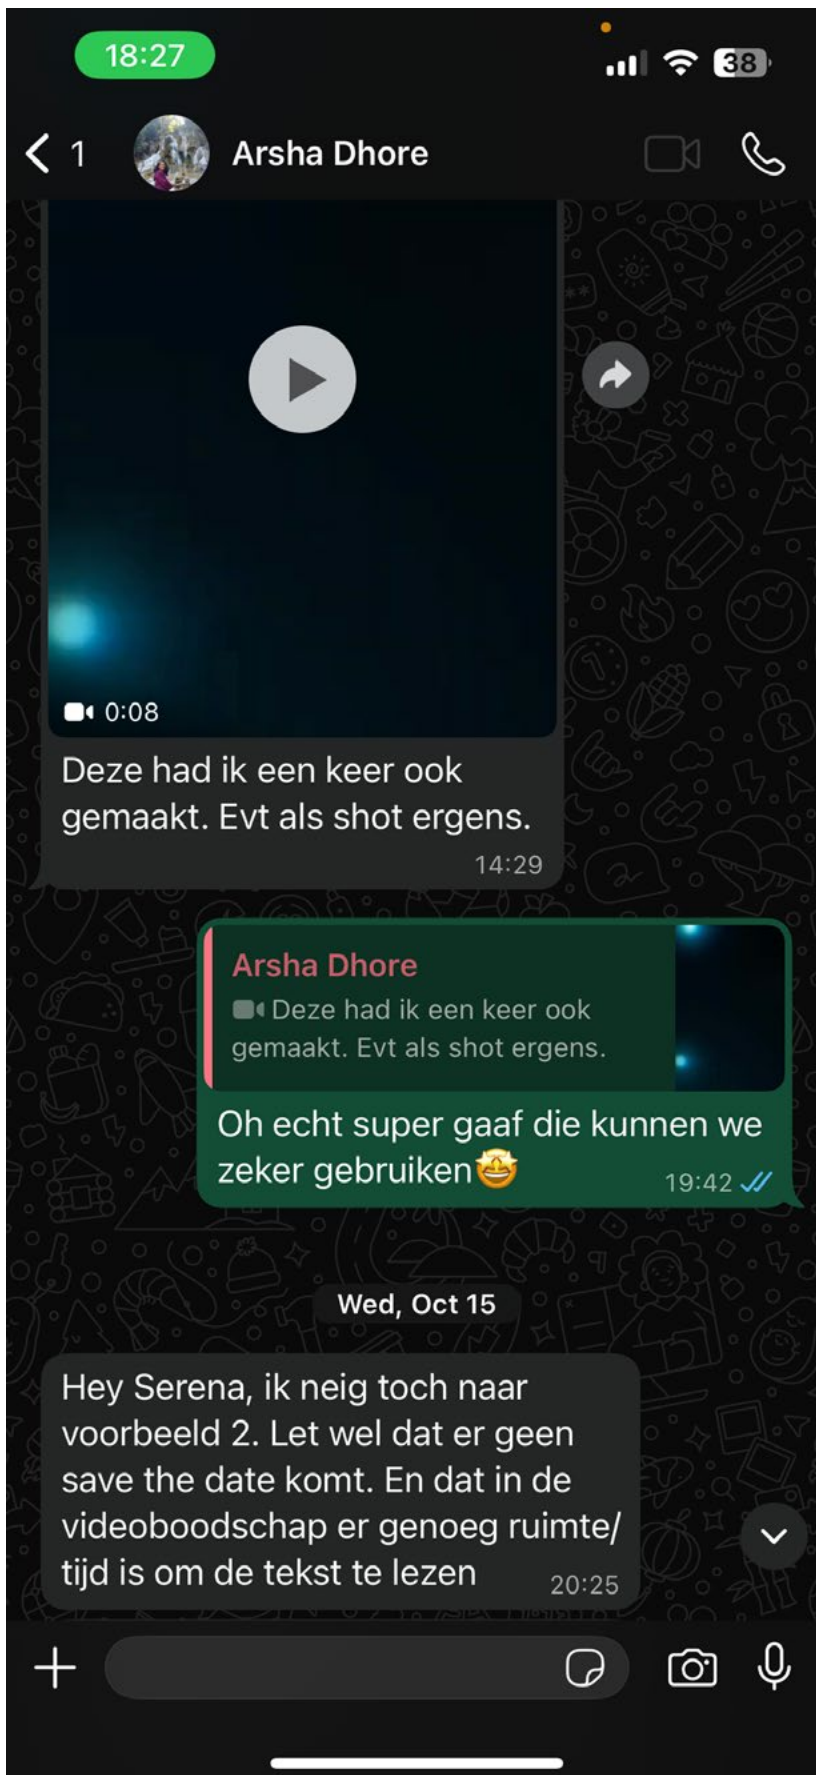 18:27
38
1
Arsha Dhore
0:08
Deze had ik een keer ook
gemaakt. Evt als shot ergens.
14:29
Arsha Dhore
Deze had ik een keer ook
gemaakt. Evt als shot ergens.
Oh echt super gaaf die kunnen we
zeker gebruiken🤩
19:42
Wed, Oct 15
Hey Serena, ik neig toch naar
voorbeeld 2. Let wel dat er geen
save the date komt. En dat in de
videoboodschap er genoeg ruimte/
tijd is om de tekst te lezen
20:25